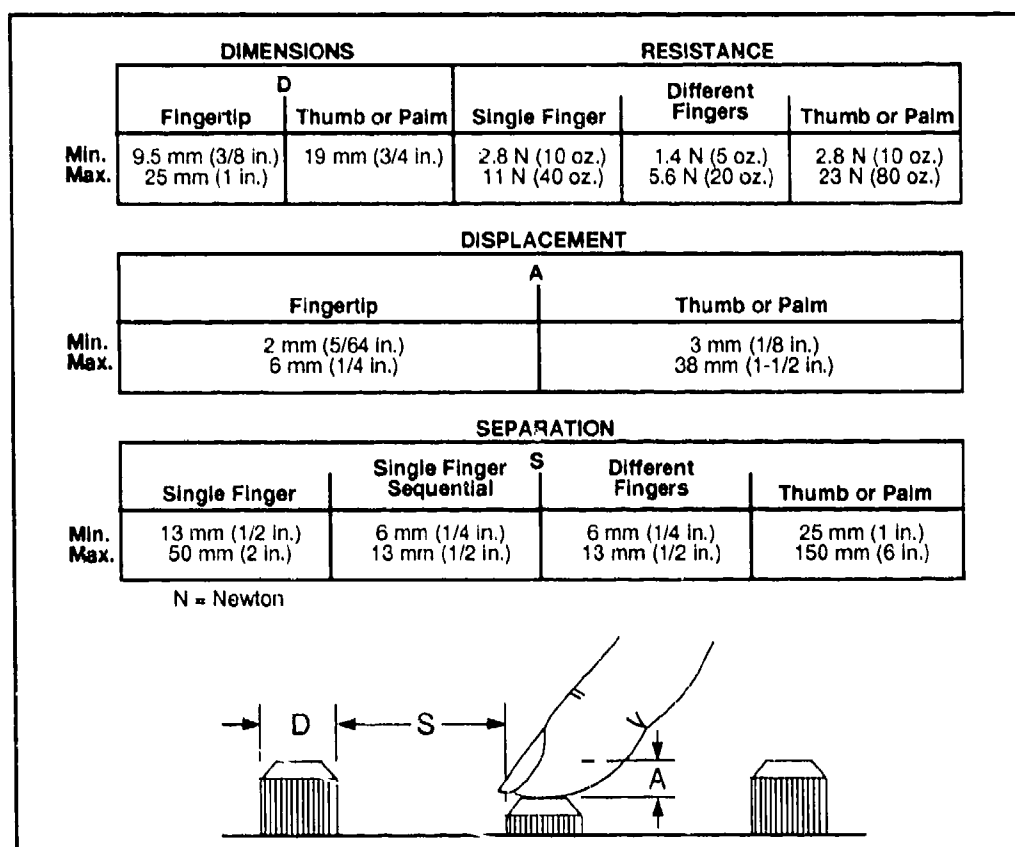 DIMENSIONS RESISTANCE
D
Fingertip Thumb or Palm Single Finger Different Fingers Thumb or Palm
Min. 9.5 mm (3/8 in.) 19 mm (3/4 in.) 2.8 N (10 oz.) 1.4 N (5 oz.) 2.8 N (10 oz.)
Max. 25 mm (1 in.) 11 N (40 oz.) 5.6 N (20 oz.) 23 N (80 oz.)
DISPLACEMENT
A
Fingertip Thumb or Palm
Min. 2 mm (5/64 in.) 3 mm (1/8 in.)
Max. 6 mm (1/4 in.) 38 mm (1-1/2 in.)
SEPARATION
S
Single Finger Single Finger Sequential Different Fingers Thumb or Palm
Min. 13 mm (1/2 in.) 6 mm (1/4 in.) 6 mm (1/4 in.) 25 mm (1 in.)
Max. 50 mm (2 in.) 13 mm (1/2 in.) 13 mm (1/2 in.) 150 mm (6 in.)
N = Newton
D S A